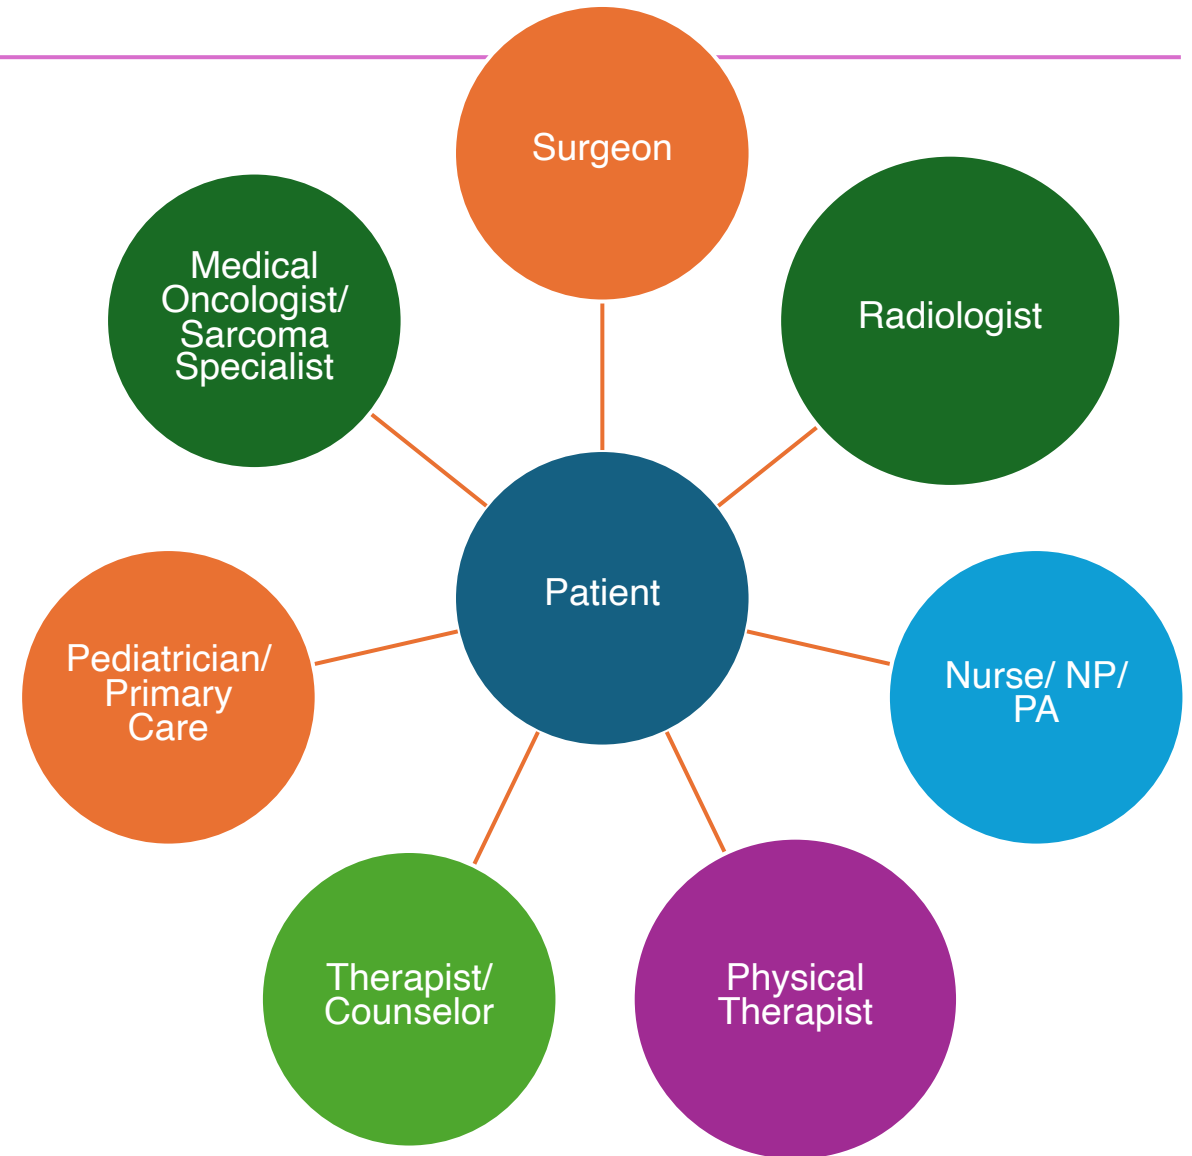 Surgeon
Radiologist
Nurse/ NP/
PA
Physical
Therapist
Therapist/
Counselor
Pediatrician/
Primary
Care
Medical
Oncologist/
Sarcoma
Specialist
Patient